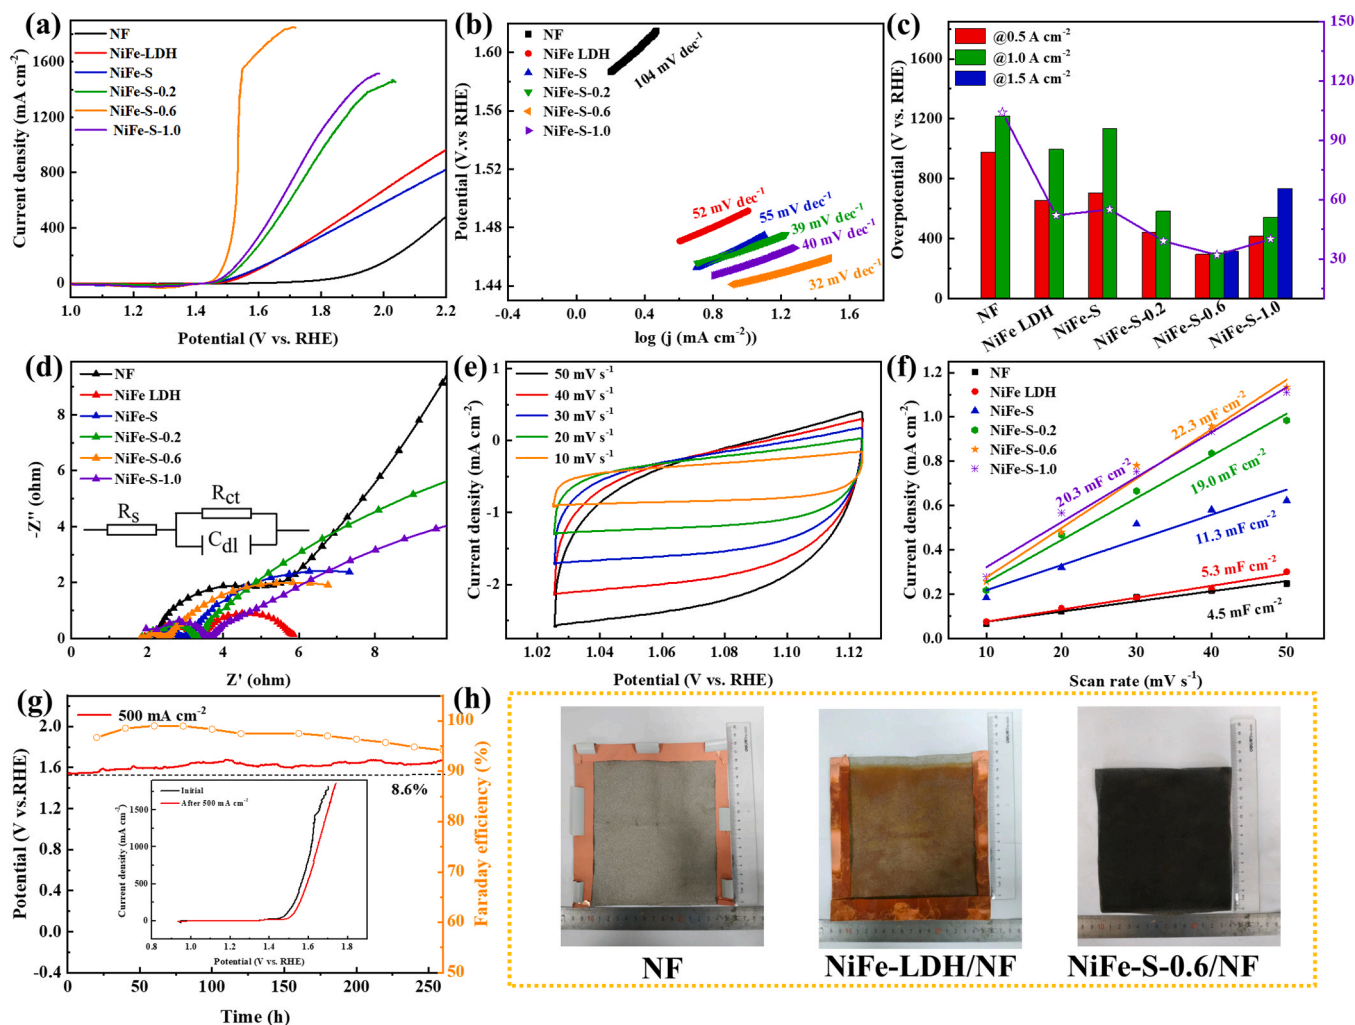 (a)
NF
NiFe-LDH
NiFe-S
NiFe-S-0.2
NiFe-S-0.6
NiFe-S-1.0
Current density (mA cm-2)
1800
1400
1000
600
200
0
1.0 1.2 1.4 1.6 1.8 2.0 2.2
Potential (V vs. RHE)
(b)
NF
NiFe LDH
NiFe-S
NiFe-S-0.2
NiFe-S-0.6
NiFe-S-1.0
104 mV dec-1
52 mV dec-1
55 mV dec-1
39 mV dec-1
40 mV dec-1
32 mV dec-1
Potential (V.vs RHE)
1.60
1.56
1.52
1.48
1.44
-0.4 0.0 0.4 0.8 1.2 1.6
log (j (mA cm-2))
(c)
@0.5 A cm-2
@1.0 A cm-2
@1.5 A cm-2
Overpotential (V vs. RHE)
1600
1200
800
400
0
150
120
90
60
30
NF
NiFe LDH
NiFe-S
NiFe-S-0.2
NiFe-S-0.6
NiFe-S-1.0
(d)
NF
NiFe LDH
NiFe-S
NiFe-S-0.2
NiFe-S-0.6
NiFe-S-1.0
Rs
Rct
Cdl
-Z'' (ohm)
-8
-6
4
2
0
0 2 4 6 8
Z' (ohm)
(e)
50 mV s-1
40 mV s-1
30 mV s-1
20 mV s-1
10 mV s-1
Current density (mA cm-2)
0
-1
-2
1.02 1.04 1.06 1.08 1.10 1.12
Potential (V vs. RHE)
(f)
NF
NiFe LDH
NiFe-S
NiFe-S-0.2
NiFe-S-0.6
NiFe-S-1.0
22.3 mF cm-2
20.3 mF cm-2
19.0 mF cm-2
11.3 mF cm-2
5.3 mF cm-2
4.5 mF cm-2
Current density (mA cm-2)
1.2
1.0
0.8
0.6
0.4
0.2
0.0
10 20 30 40 50
Scan rate (mV s-1)
(g)
500 mA cm-2
8.6%
Potential (V vs.RHE)
2.0
1.6
1.2
0.8
0.4
0.0
-0.4
100
90
80
70
60
50
Faraday efficiency (%)
Initial
After 500 mA cm-1
Current density (mA cm-2)
1500
1000
500
0
0.8 1.0 1.2 1.4 1.6 1.8
Potential (V vs. RHE)
0 50 100 150 200 250
Time (h)
(h)
NF
NiFe-LDH/NF
NiFe-S-0.6/NF